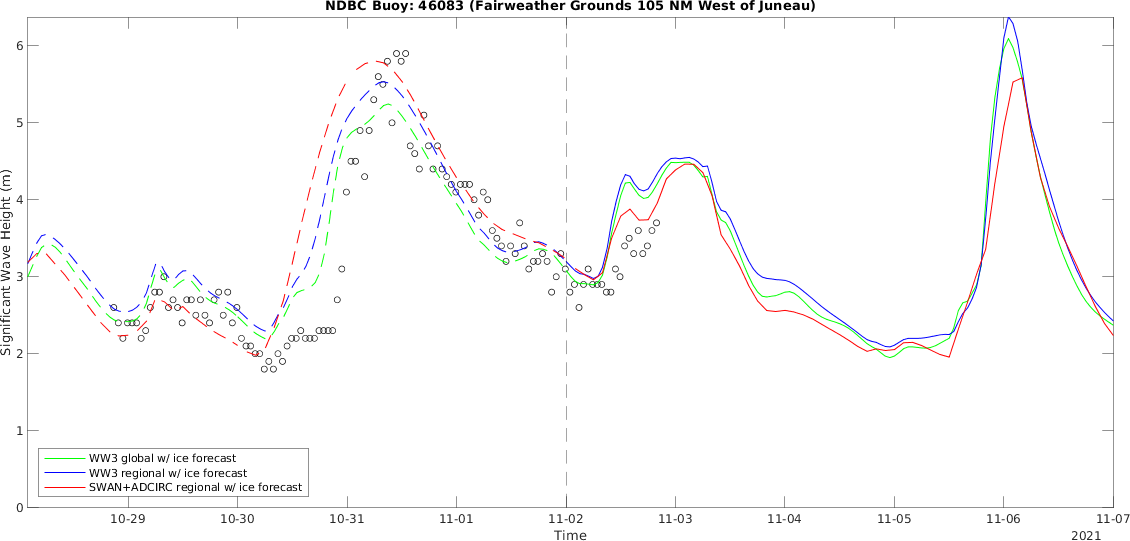 NDBC Buoy: 46083 (Fairweather Grounds 105 NM West of Juneau)
Significant Wave Height (m)
6
5
4
3
2
1
0
WW3 global w/ ice forecast
WW3 regional w/ ice forecast
SWAN+ADCIRC regional w/ ice forecast
10-29 10-30 10-31 11-01 11-02 11-03 11-04 11-05 11-06 11-07
Time
2021